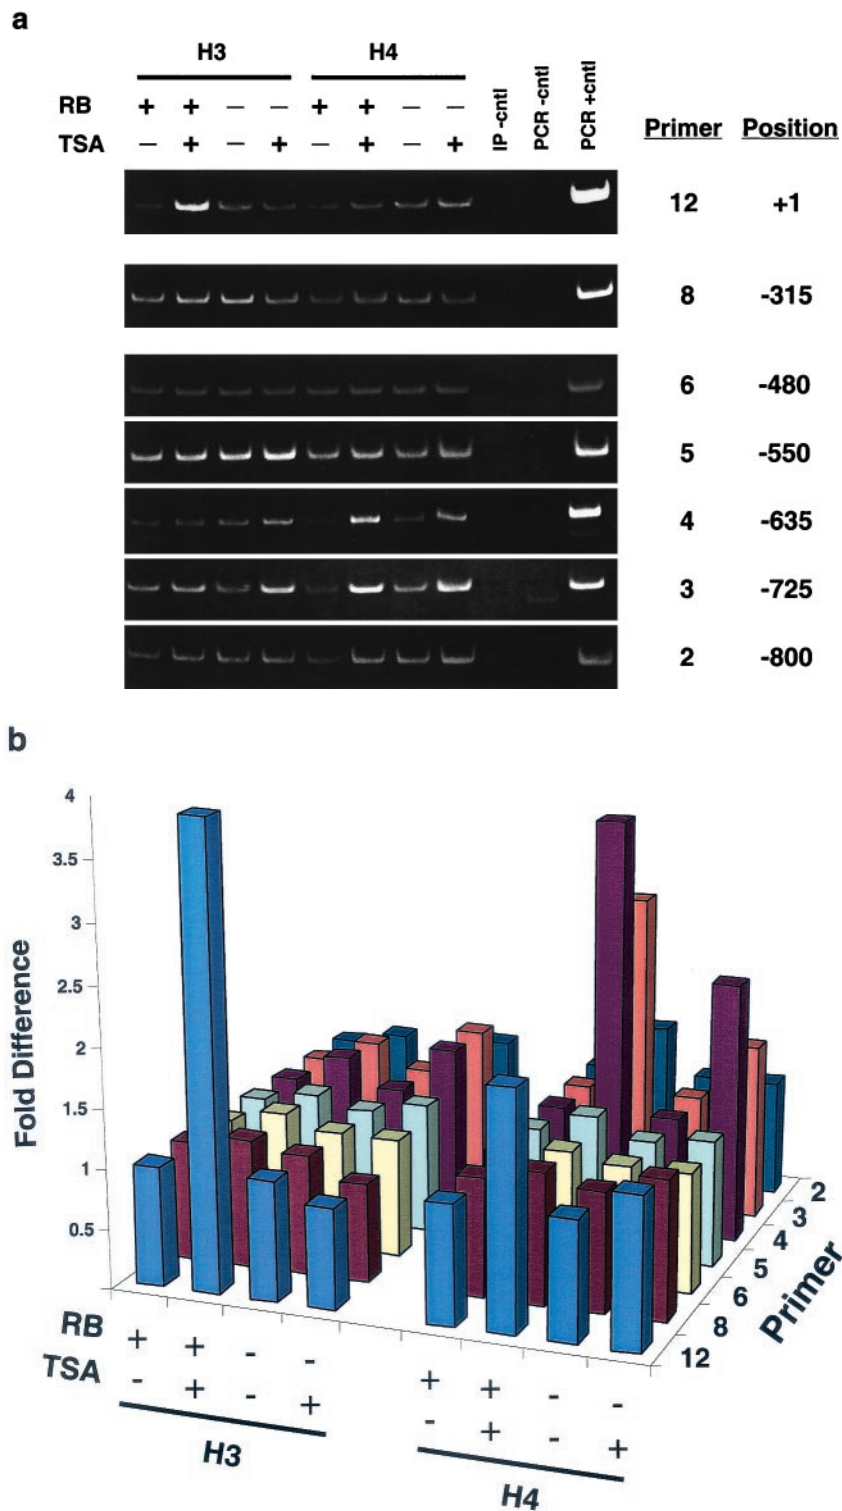 a
H3 H4
RB + + — — + + — —
TSA — + — + — + — +
IP -cntl
PCR -cntl
PCR +cntl
Primer Position
12 +1
8 -315
6 -480
5 -550
4 -635
3 -725
2 -800
b
Fold Difference
4
3.5
3
2.5
2
1.5
1
0.5
2
3
4
5
6
8
12
Primer
RB + + - - + + - -
TSA - + - + - + - +
H3
H4